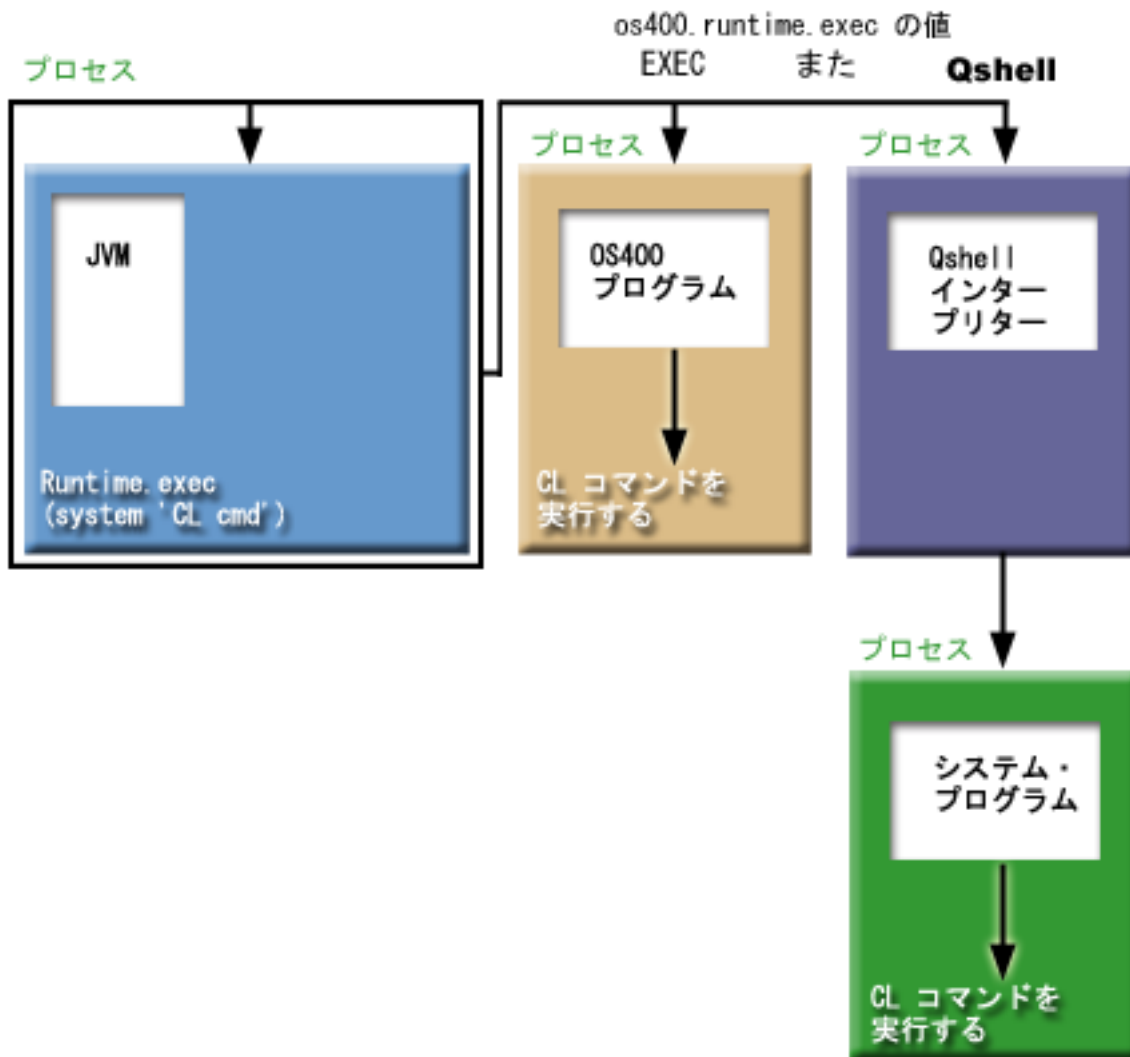 os400.runtime.exec の値
EXEC また Qshell
プロセス
プロセス
プロセス
JVM
OS400
プログラム
Qshell
インター
プリター
Runtime.exec
(system 'CL cmd')
CL コマンドを
実行する
プロセス
システム・
プログラム
CL コマンドを
実行する